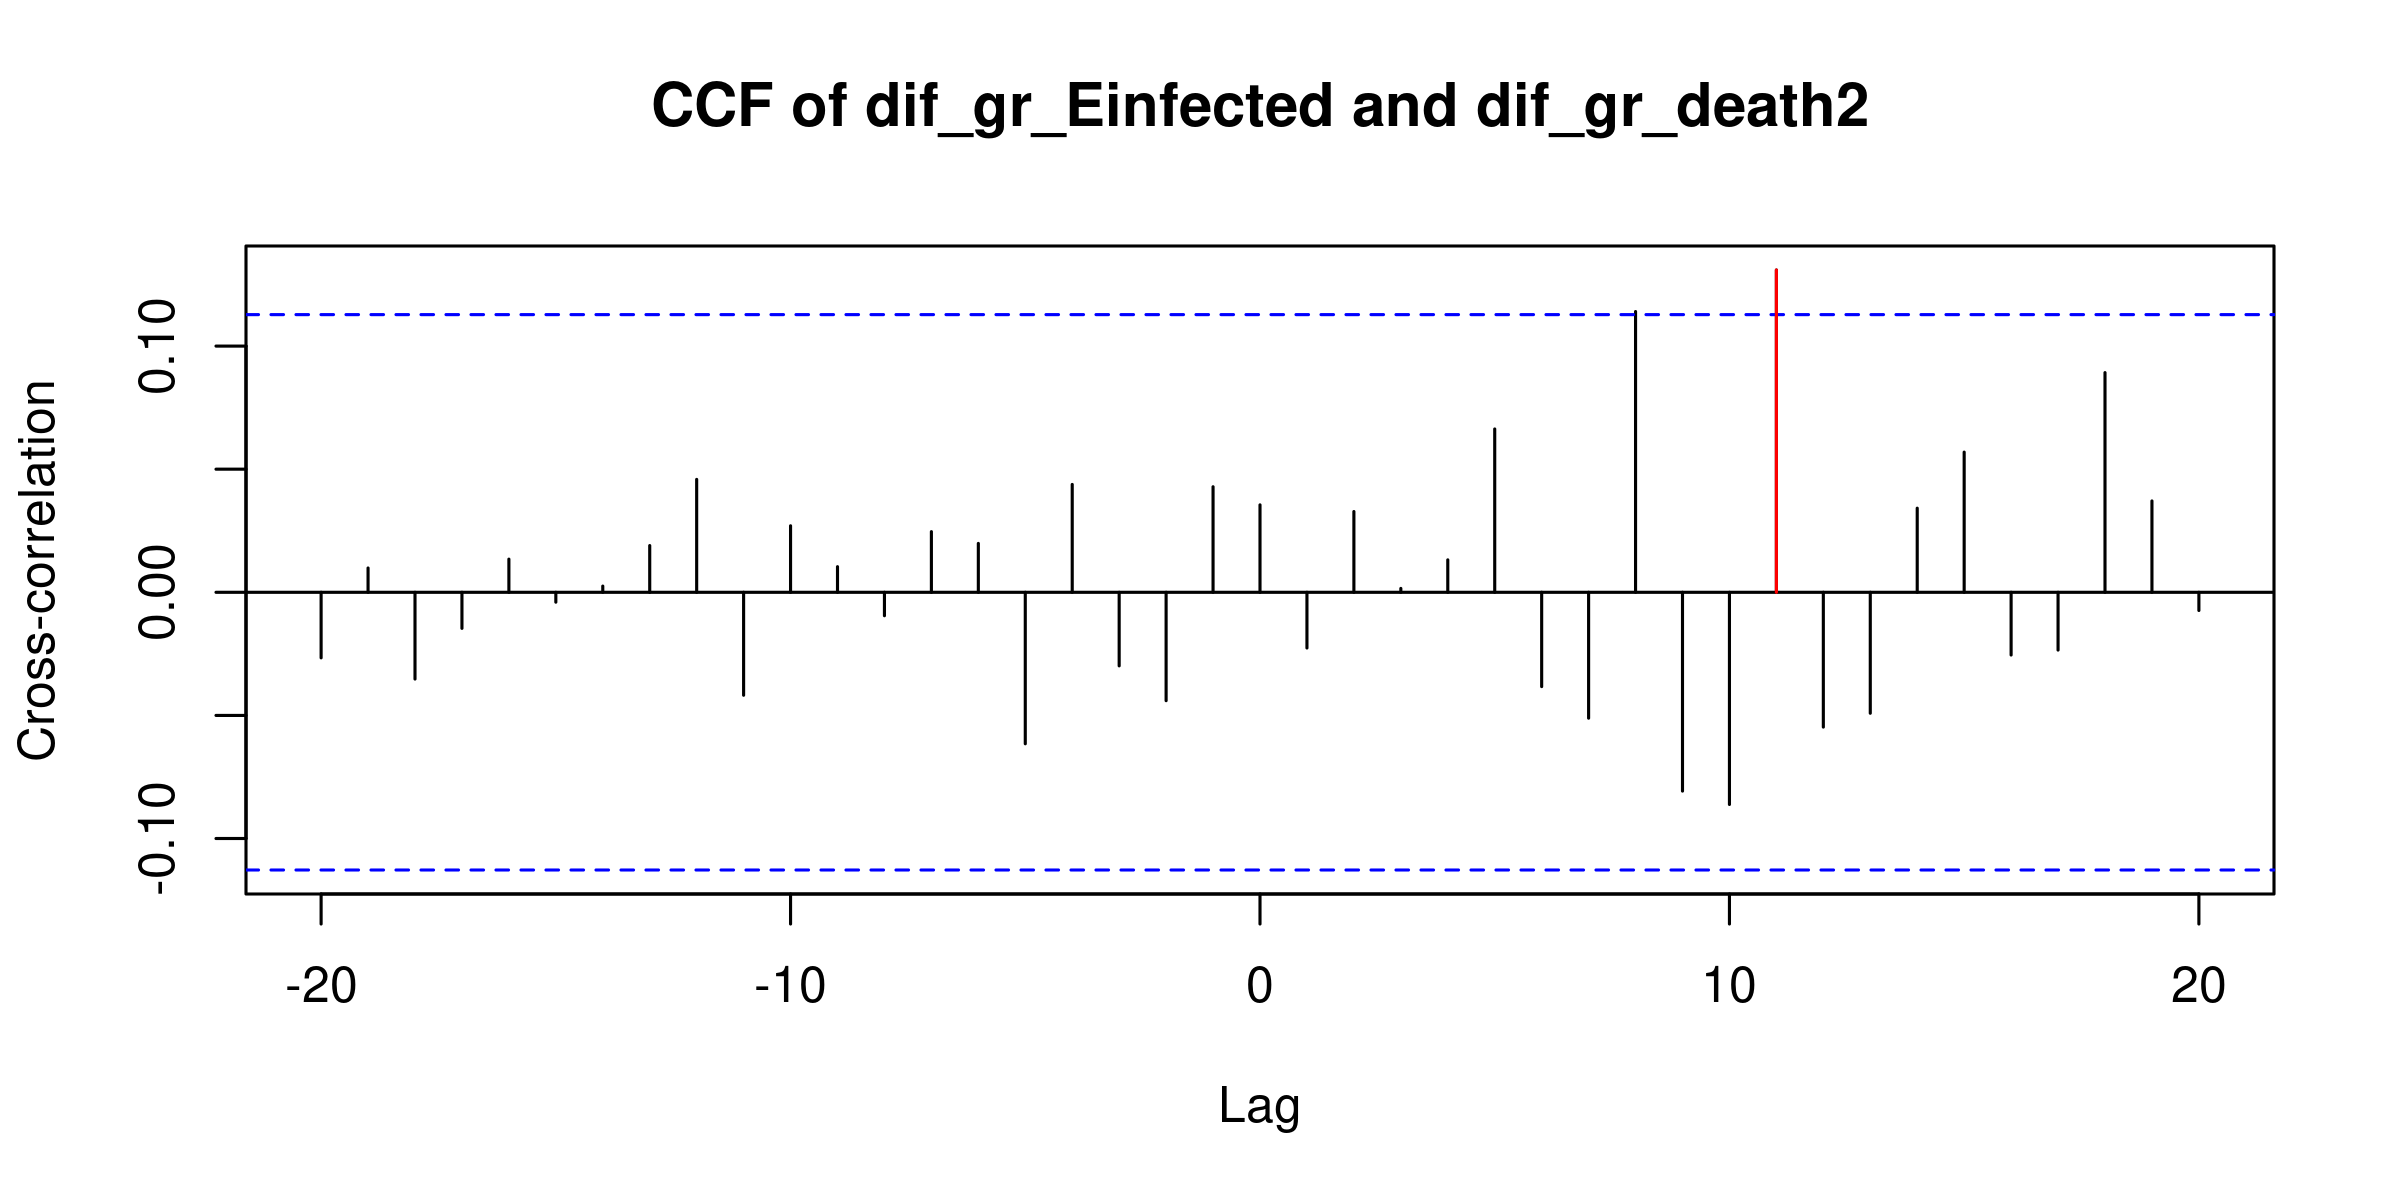 CCF of dif_gr_Einfected and dif_gr_death2
Cross-correlation
0.10
0.00
-0.10
-20 -10 0 10 20
Lag